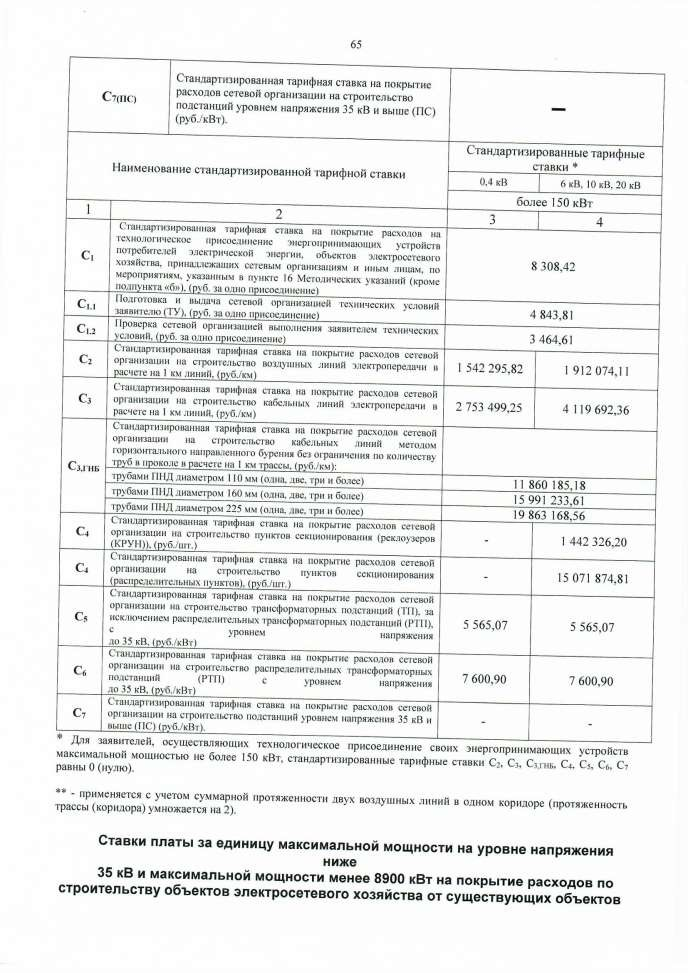 65
С7(ПС)
Стандартизированная тарифная ставка на покрытие
расходов сетевой организации на строительство
подстанций уровнем напряжения 35 кВ и выше (ПС)
(руб./кВт).
–
Наименование стандартизированной тарифной ставки
Стандартизированные тарифные
ставки *
0,4 кВ
6 кВ, 10 кВ, 20 кВ
более 150 кВт
1
2
3
4
С1
Стандартизированная тарифная ставка на покрытие расходов на
технологическое присоединение энергопринимающих устройств
потребителей электрической энергии, объектов электросетевого
хозяйства, принадлежащих сетевым организациям и иным лицам, по
мероприятиям, указанным в пункте 16 Методических указаний (кроме
подпункта «б»), (руб. за одно присоединение)
8 308,42
С1.1
Подготовка и выдача сетевой организацией технических условий
заявителю (ТУ), (руб. за одно присоединение)
4 843,81
С1.2
Проверка сетевой организацией выполнения заявителем технических
условий, (руб. за одно присоединение)
3 464,61
С2
Стандартизированная тарифная ставка на покрытие расходов сетевой
организации на строительство воздушных линий электропередачи в
расчете на 1 км линий, (руб./км)
1 542 295,82
1 912 074,11
С3
Стандартизированная тарифная ставка на покрытие расходов сетевой
организации на строительство кабельных линий электропередачи в
расчете на 1 км линий, (руб./км)
2 753 499,25
4 119 692,36
С3,ГНБ
Стандартизированная тарифная ставка на покрытие расходов сетевой
организации на строительство кабельных линий методом
горизонтального направленного бурения без ограничения по количеству
труб в проколе в расчете на 1 км трассы, (руб./км):
трубами ПНД диаметром 110 мм (одна, две, три и более)
11 860 185,18
трубами ПНД диаметром 160 мм (одна, две, три и более)
15 991 233,61
трубами ПНД диаметром 225 мм (одна, две, три и более)
19 863 168,56
С4
Стандартизированная тарифная ставка на покрытие расходов сетевой
организации на строительство пунктов секционирования (реклоузеров
(КРУН)), (руб./шт.)
-
1 442 326,20
С4
Стандартизированная тарифная ставка на покрытие расходов сетевой
организации на строительство пунктов секционирования
(распределительных пунктов), (руб./шт.)
-
15 071 874,81
С5
Стандартизированная тарифная ставка на покрытие расходов сетевой
организации на строительство трансформаторных подстанций (ТП), за
исключением распределительных трансформаторных подстанций (РТП),
с уровнем напряжения
до 35 кВ, (руб./кВт)
5 565,07
5 565,07
С6
Стандартизированная тарифная ставка на покрытие расходов сетевой
организации на строительство распределительных трансформаторных
подстанций (РТП) с уровнем напряжения
до 35 кВ, (руб./кВт)
7 600,90
7 600,90
С7
Стандартизированная тарифная ставка на покрытие расходов сетевой
организации на строительство подстанций уровнем напряжения 35 кВ и
выше (ПС) (руб./кВт).
-
-
* Для заявителей, осуществляющих технологическое присоединение своих энергопринимающих устройств
максимальной мощностью не более 150 кВт, стандартизированные тарифные ставки С2, С3, С3,ГНБ, С4, С5, С6, С7
равны 0 (нулю).
** - применяется с учетом суммарной протяженности двух воздушных линий в одном коридоре (протяженность
трассы (коридора) умножается на 2).
Ставки платы за единицу максимальной мощности на уровне напряжения
ниже
35 кВ и максимальной мощности менее 8900 кВт на покрытие расходов по
строительству объектов электросетевого хозяйства от существующих объектов